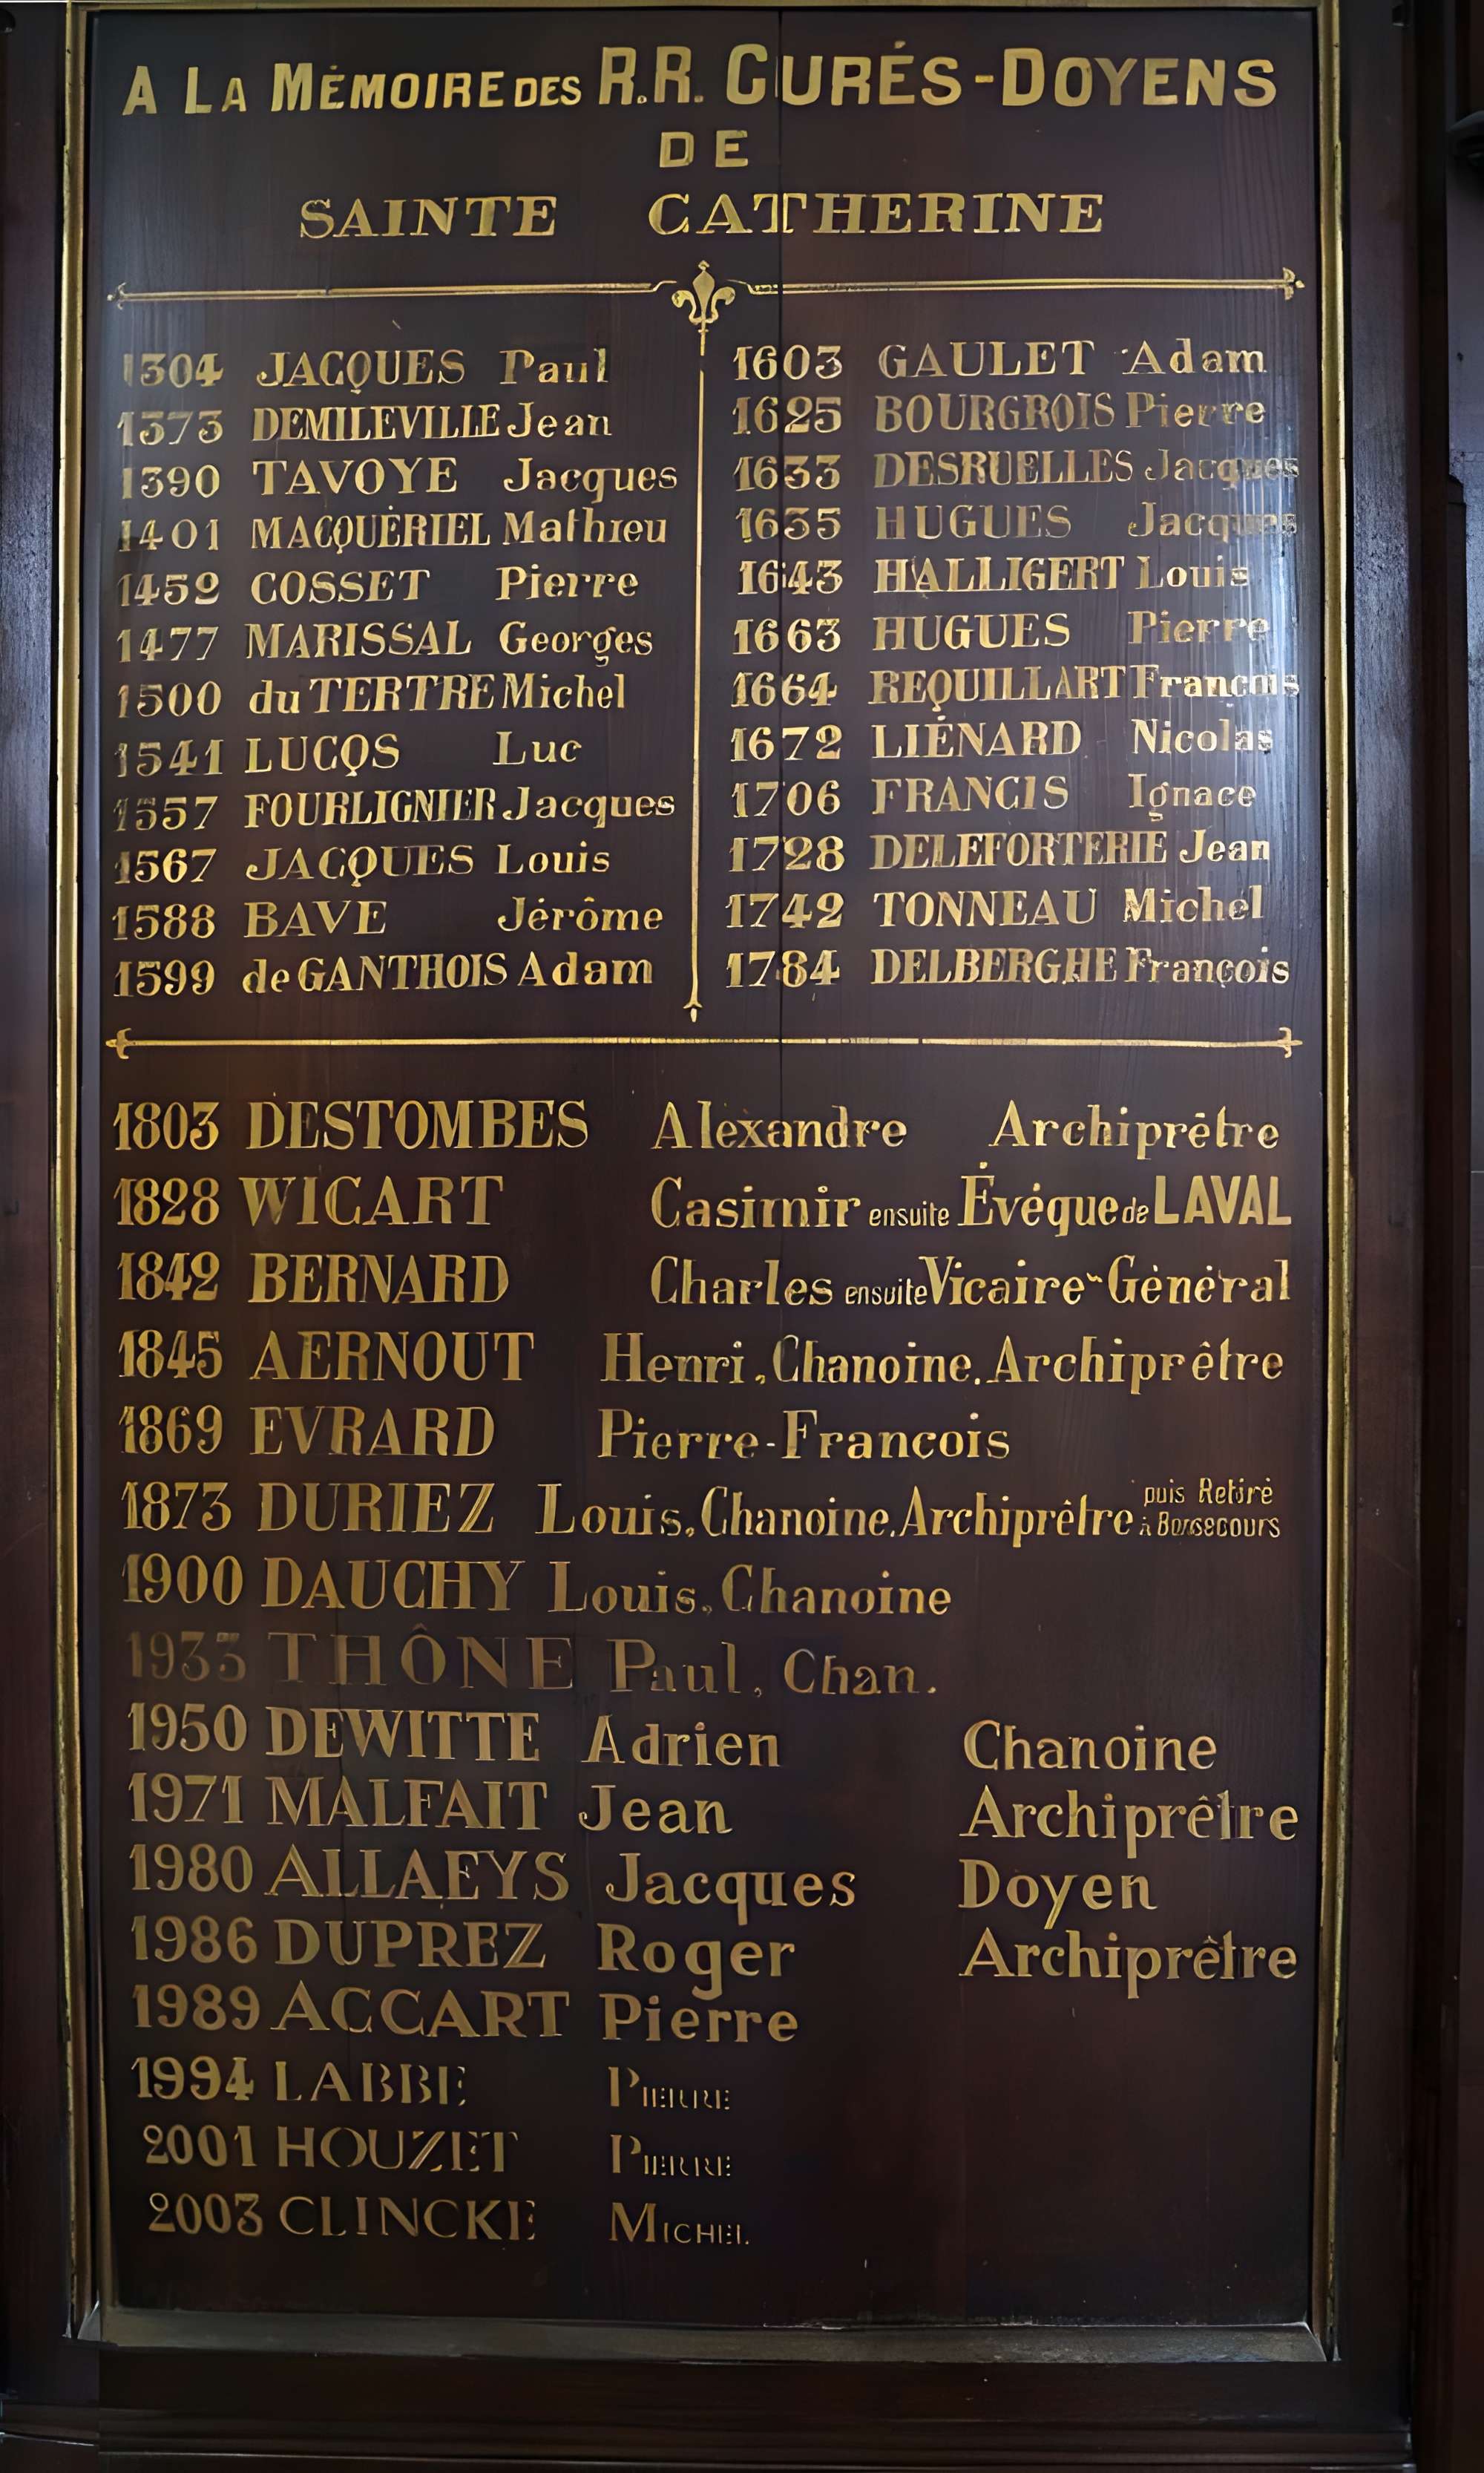 A LA MÉMOIRE DES R.R. CURÉS-DOYENS
DE
SAINTE CATHERINE
1304 JACQUES Paul
1373 DEMILEVILLE Jean
1390 TAVOYE Jacques
1401 MACQUÉRIEL Mathieu
1452 COSSET Pierre
1477 MARISSAL Georges
1500 du TERTRE Michel
1541 LUCQS Luc
1557 FOURLIGNIER Jacques
1567 JACQUES Louis
1588 BAVE Jérôme
1599 de GANTHOIS Adam
1603 GAULET Adam
1625 BOURGROIS Pierre
1633 DESRUELLES Jacques
1635 HUGUES Jacques
1643 HALLIGERT Louis
1663 HUGUES Pierre
1664 REQUILLART François
1672 LIÉNARD Nicolas
1706 FRANCIS Ignace
1728 DELEFORTERIE Jean
1742 TONNEAU Michel
1784 DELBERGHE François
1803 DESTOMBES Alexandre Archiprêtre
1828 WICART Casimir ensuite Évéque de LAVAL
1842 BERNARD Charles ensuite Vicaire-Général
1845 AERNOUT Henri, Chanoine, Archiprêtre
1869 EVRARD Pierre-Francois
1873 DURIEZ Louis, Chanoine, Archiprêtre puis Retiré à Bonsecours
1900 DAUCHY Louis, Chanoine
1933 THÔNE Paul, Chan.
1950 DEWITTE Adrien Chanoine
1971 MALFAIT Jean Archiprêtre
1980 ALLAEYS Jacques Doyen
1986 DUPREZ Roger Archiprêtre
1989 ACCART Pierre
1994 LABBE PIERRE
2001 HOUZET PIERRE
2003 CLINCKE MICHEL